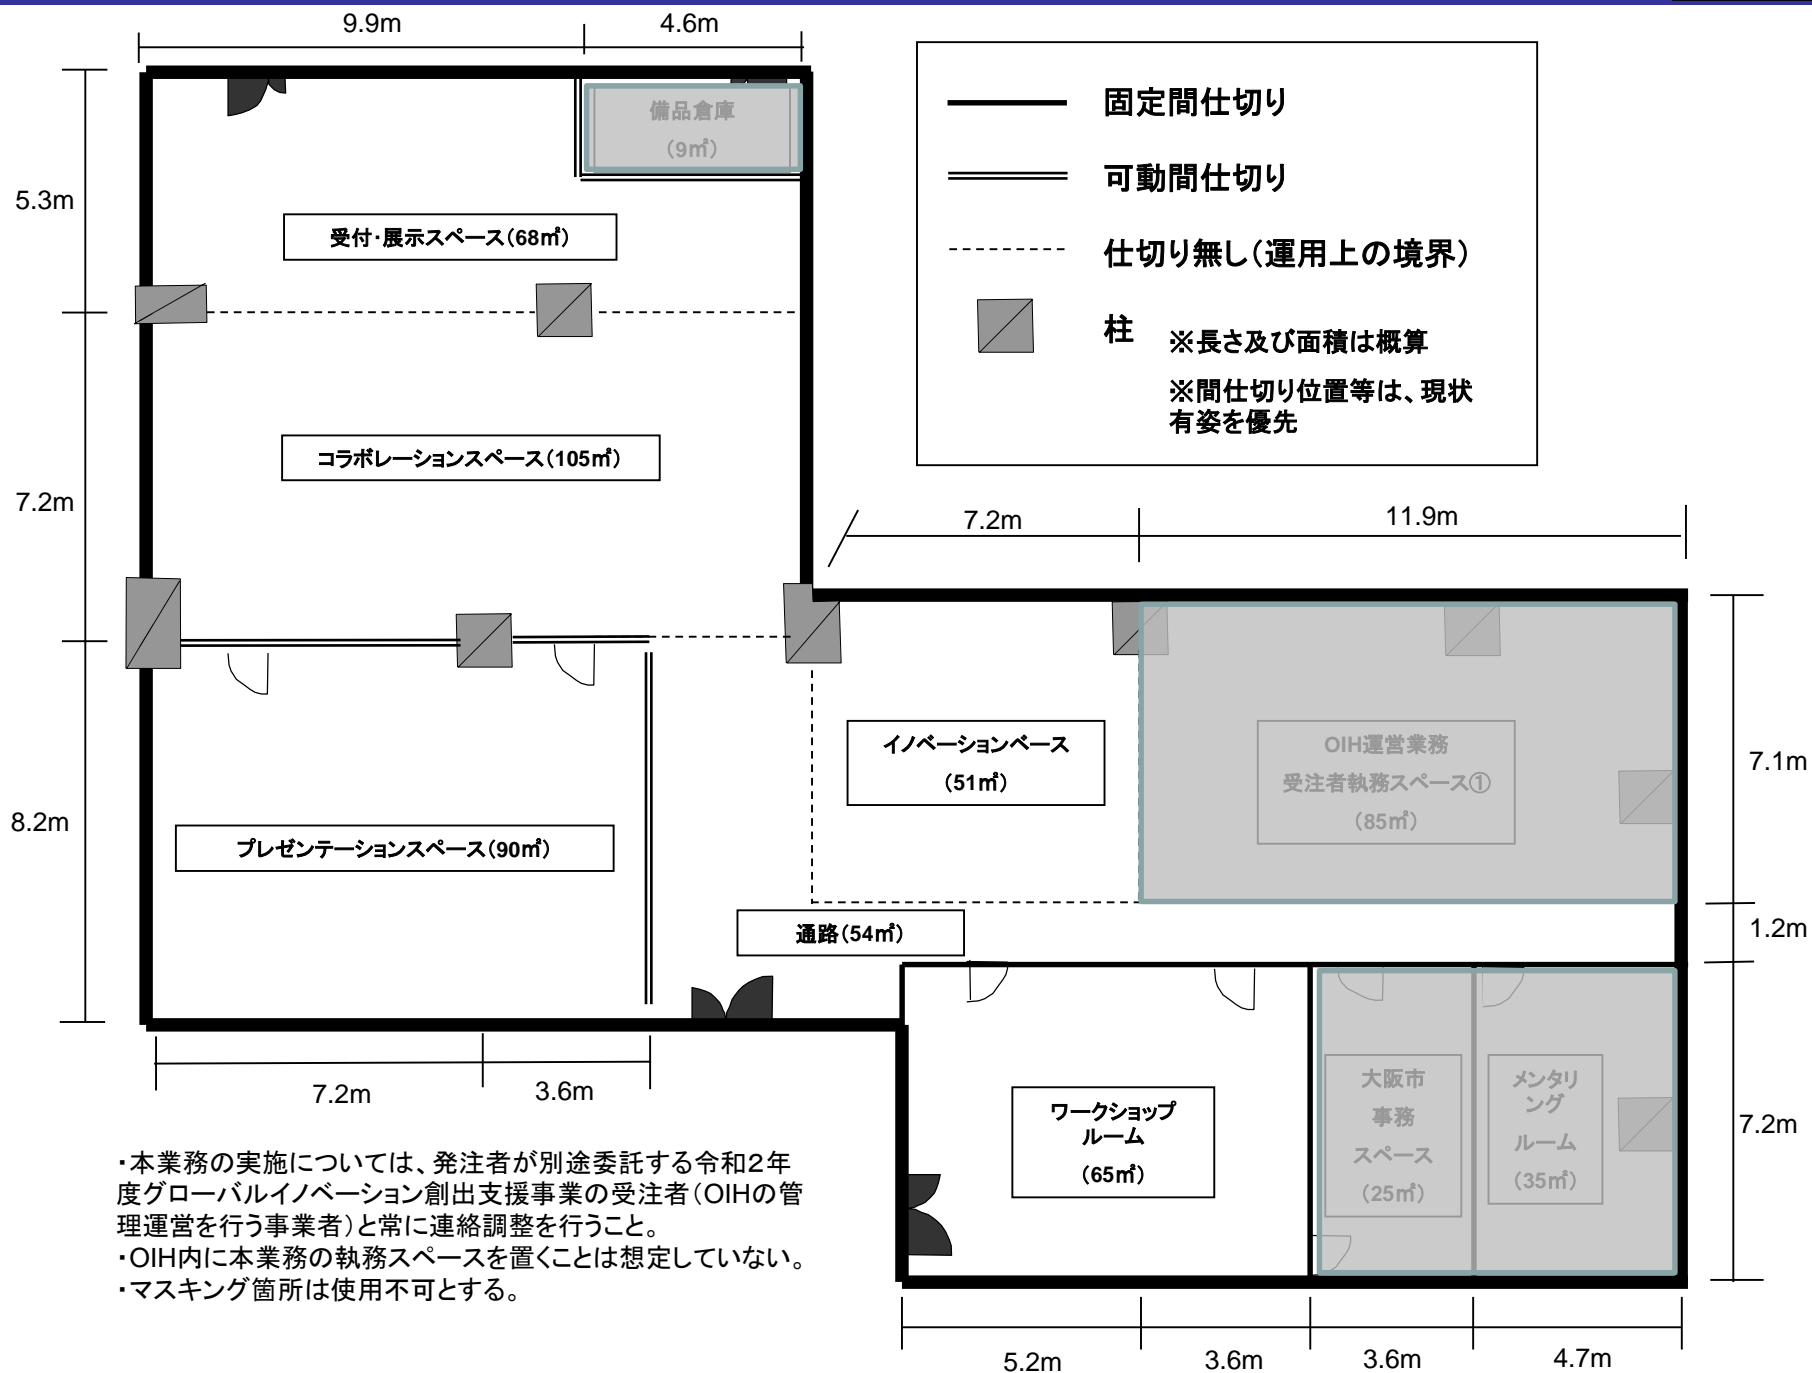 9.9m
4.6m
固定間仕切り
可動間仕切り
仕切り無し（運用上の境界）
柱
※長さ及び面積は概算
※間仕切り位置等は、現状
有姿を優先
備品倉庫
（9㎡）
5.3m
受付・展示スペース（68㎡）
コラボレーションスペース（105㎡）
7.2m
7.2m
11.9m
イノベーションベース
（51㎡）
OIH運営業務
受注者執務スペース①
（85㎡）
7.1m
8.2m
プレゼンテーションスペース（90㎡）
通路（54㎡）
1.2m
7.2m
3.6m
ワークショップ
ルーム
（65㎡）
大阪市
事務
スペース
（25㎡）
メンタリ
ング
ルーム
（35㎡）
7.2m
・本業務の実施については、発注者が別途委託する令和２年
度グローバルイノベーション創出支援事業の受注者（OIHの管
理運営を行う事業者）と常に連絡調整を行うこと。
・OIH内に本業務の執務スペースを置くことは想定していない。
・マスキング箇所は使用不可とする。
5.2m
3.6m
3.6m
4.7m